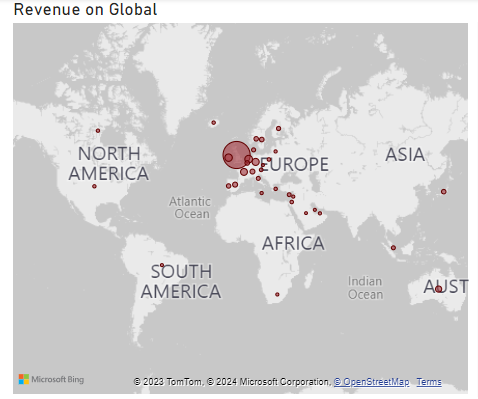 Revenue on Global
NORTH
AMERICA
EUROPE
ASIA
Atlantic
Ocean
AFRICA
SOUTH
AMERICA
Indian
Ocean
AUST
Microsoft Bing
© 2023 TomTom, © 2024 Microsoft Corporation, © OpenStreetMap Terms